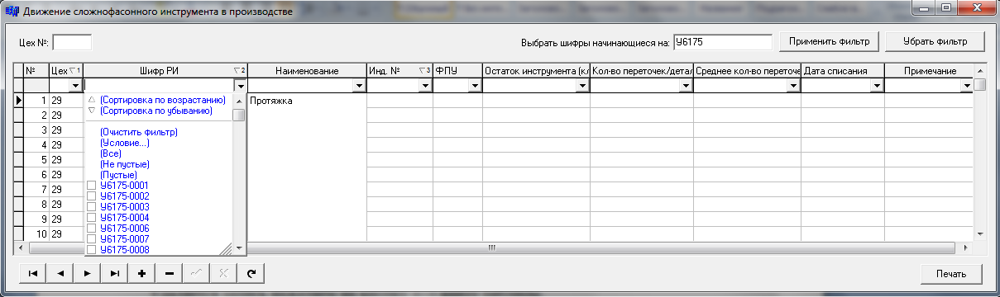 Движение сложнофасонного инструмента в производстве
Цех №: Выбрать шифры начинающиеся на: У6175 Применить фильтр Убрать фильтр
№ Цех 1 Шифр РИ 2 Наименование Инд. № 3 ФПУ Остаток инструмента (кл Кол-во переточек/детал Среднее кол-во переточе Дата списания Примечание
1 29 (Сортировка по возрастанию) Протяжка
2 29 (Сортировка по убыванию)
3 29 (Очистить фильтр)
4 29 (Условие...)
(Все)
5 29 (Не пустые)
6 29 (Пустые)
7 29 У6175-0001
У6175-0002
8 29 У6175-0003
9 29 У6175-0004
У6175-0006
10 29 У6175-0007
У6175-0008
Печать